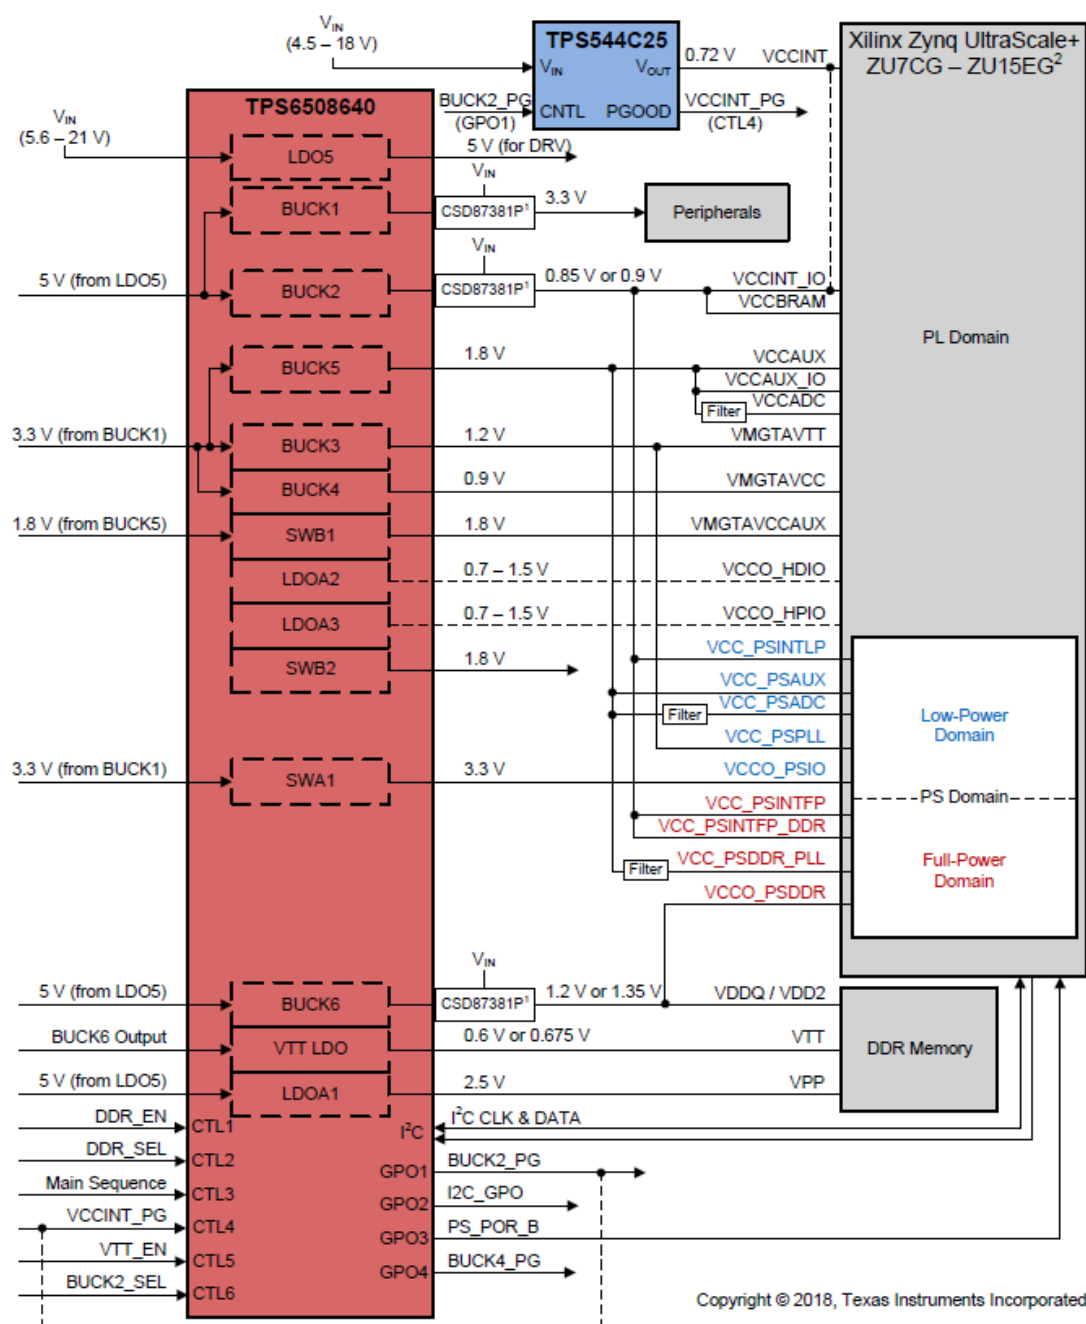 VIN
(4.5 – 18 V)
TPS544C25
VIN
VOUT
CNTL
PGOOD
0.72 V
VCCINT
BUCK2_PG
(GPO1)
VCCINT_PG
(CTL4)
Xilinx Zynq UltraScale+
ZU7CG – ZU15EG2
TPS6508640
VIN
(5.6 – 21 V)
LDO5
5 V (for DRV)
VIN
BUCK1
CSD87381P1
3.3 V
Peripherals
VIN
5 V (from LDO5)
BUCK2
CSD87381P1
0.85 V or 0.9 V
VCCINT_IO
VCCBRAM
PL Domain
BUCK5
1.8 V
VCCAUX
VCCAUX_IO
Filter
VCCADC
3.3 V (from BUCK1)
BUCK3
1.2 V
VMGTAVTT
BUCK4
0.9 V
VMGTAVCC
1.8 V (from BUCK5)
SWB1
1.8 V
VMGTAVCCAUX
LDOA2
0.7 – 1.5 V
VCCO_HDIO
LDOA3
0.7 – 1.5 V
VCCO_HPIO
SWB2
1.8 V
VCC_PSINTLP
VCC_PSAUX
Filter
VCC_PSADC
VCC_PSPLL
Low-Power
Domain
3.3 V (from BUCK1)
SWA1
3.3 V
VCCO_PSIO
PS Domain
VCC_PSINTFP
VCC_PSINTFP_DDR
Filter
VCC_PSDDR_PLL
VCCO_PSDDR
Full-Power
Domain
VIN
5 V (from LDO5)
BUCK6
CSD87381P1
1.2 V or 1.35 V
VDDQ / VDD2
BUCK6 Output
VTT LDO
0.6 V or 0.675 V
VTT
DDR Memory
5 V (from LDO5)
LDOA1
2.5 V
VPP
DDR_EN
CTL1
I2C
I2C CLK & DATA
DDR_SEL
CTL2
GPO1
BUCK2_PG
Main Sequence
CTL3
GPO2
I2C_GPO
VCCINT_PG
CTL4
GPO3
PS_POR_B
VTT_EN
CTL5
GPO4
BUCK4_PG
BUCK2_SEL
CTL6
Copyright © 2018, Texas Instruments Incorporated